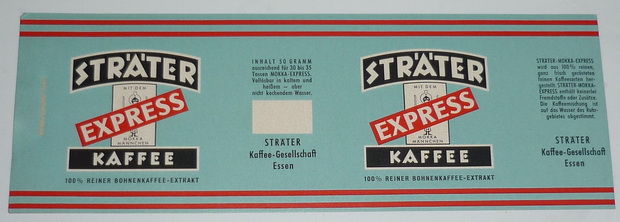 STRÄTER
MIT DEN
EXPRESS
MOKKA
MÄNNCHEN
KAFFEE
100% REINER BOHNENKAFFEE-EXTRAKT
INHALT 50 GRAMM
ausreichend für 30 bis 35
Tassen MOKKA-EXPRESS.
Vollöslich in kaltem und
heißem – aber
nicht kochendem Wasser.
STRÄTER
Kaffee-Gesellschaft
Essen
STRÄTER
MIT DEN
EXPRESS
MOKKA
MÄNNCHEN
KAFFEE
100% REINER BOHNENKAFFEE-EXTRAKT
STRÄTER-MOKKA-EXPRESS
wird aus 100% reinen,
ganz frisch gerösteten
feinen Kaffeesorten her-
gestellt STRÄTER-MOKKA-
EXPRESS enthält keinerlei
Fremdstoffe oder Zusätze.
Die Kaffeemischung ist
auf das Wasser des Ruhr-
gebietes abgestimmt.
STRÄTER
Kaffee-Gesellschaft
Essen